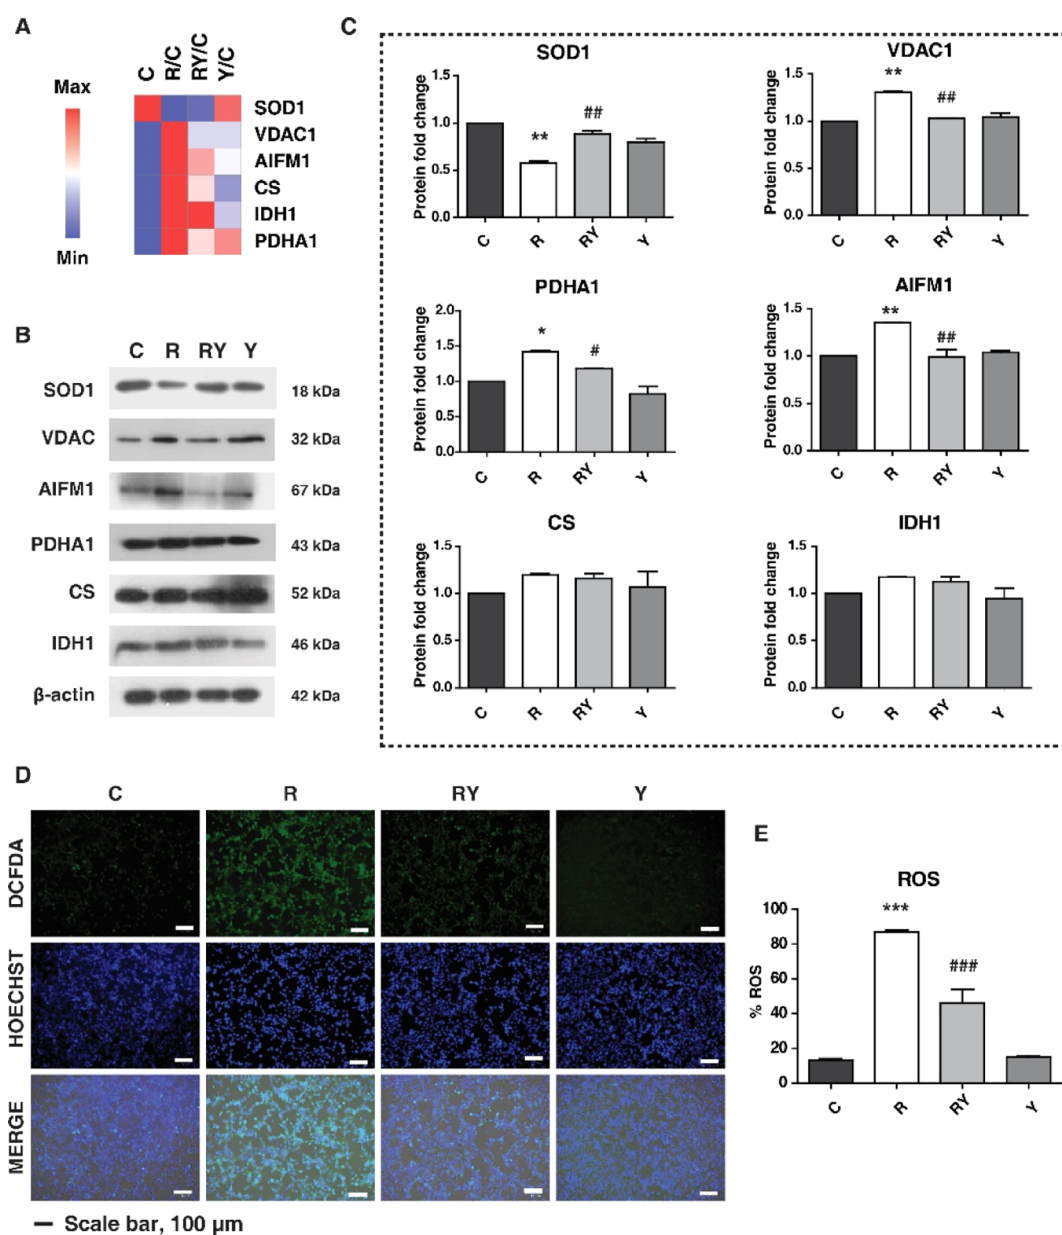 A
C
R/C
RY/C
Y/C
Max
Min
SOD1
VDAC1
AIFM1
CS
IDH1
PDHA1
B
C R RY Y
SOD1 18 kDa
VDAC 32 kDa
AIFM1 67 kDa
PDHA1 43 kDa
CS 52 kDa
IDH1 46 kDa
β-actin 42 kDa
C
SOD1
Protein fold change
1.5
1.0
0.5
0.0
**
##
C R RY Y
VDAC1
Protein fold change
1.5
1.0
0.5
0.0
**
##
C R RY Y
PDHA1
Protein fold change
2.0
1.5
1.0
0.5
0.0
*
#
C R RY Y
AIFM1
Protein fold change
1.5
1.0
0.5
0.0
**
##
C R RY Y
CS
Protein fold change
1.5
1.0
0.5
0.0
C R RY Y
IDH1
Protein fold change
1.5
1.0
0.5
0.0
C R RY Y
D
C R RY Y
DCFDA
HOECHST
MERGE
Scale bar, 100 µm
E
ROS
% ROS
100
80
60
40
20
0
***
###
C R RY Y